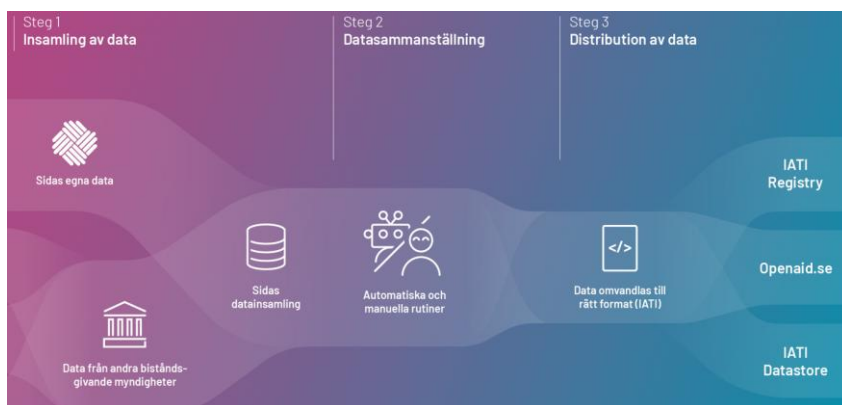 Steg 1
Insamling av data
Steg 2
Datasammanställning
Steg 3
Distribution av data
Sidas egna data
Data från andra bistånds-
givande myndigheter
Sidas
datainsamling
Automatiska och
manuella rutiner
</>
Data omvandlas till
rätt format (IATI)
IATI
Registry
Openaid.se
IATI
Datastore